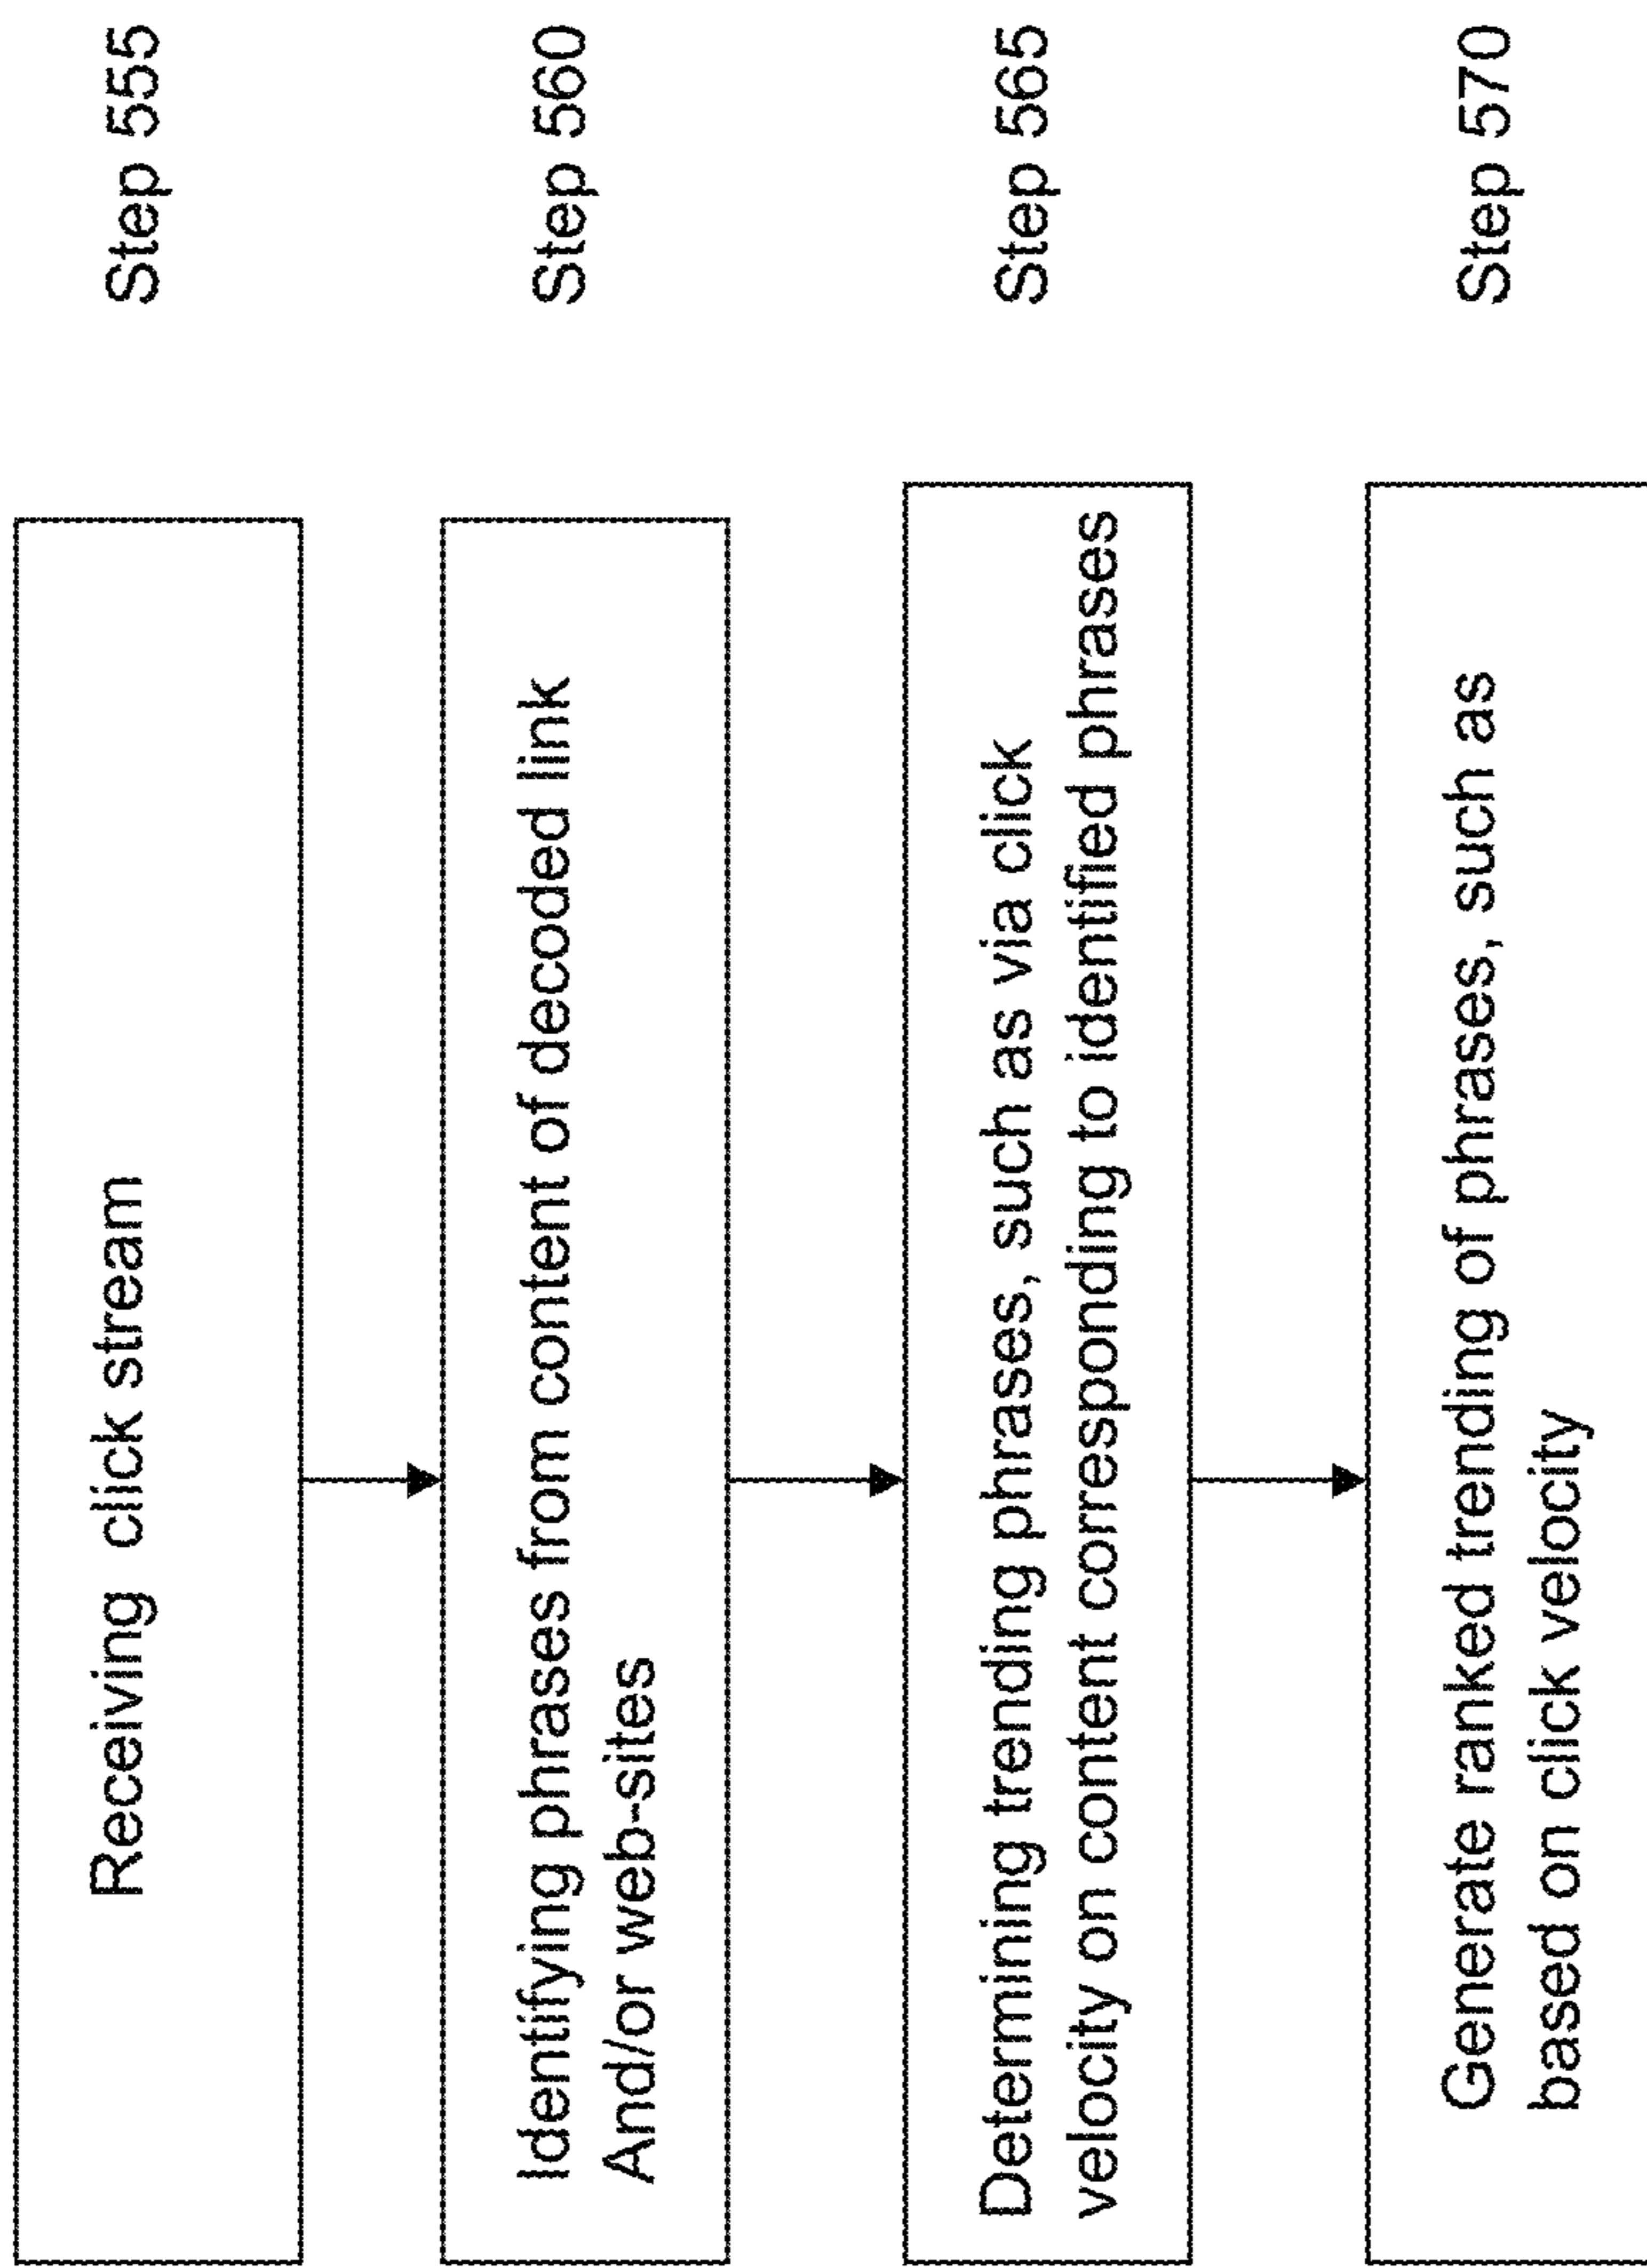 Receiving click stream
Step 555
Identifying phrases from content of decoded link
And/or web-sites
Step 560
Determining trending phrases, such as via click
velocity on content corresponding to identified phrases
Step 565
Generate ranked trending of phrases, such as
based on click velocity
Step 570